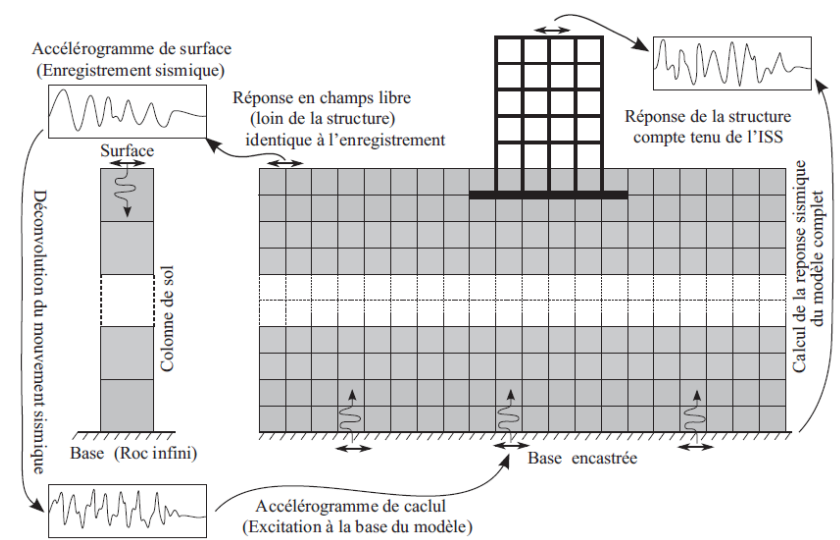 Accélérogramme de surface
(Enregistrement sismique)
Réponse en champs libre
(loin de la structure)
identique à l'enregistrement
Réponse de la structure
compte tenu de l'ISS
Surface
Déconvolution du mouvement sismique
Colonne de sol
Calcul de la reponse sismique
du modèle complet
Base (Roc infini)
Base encastrée
Accélérogramme de caclul
(Excitation à la base du modèle)